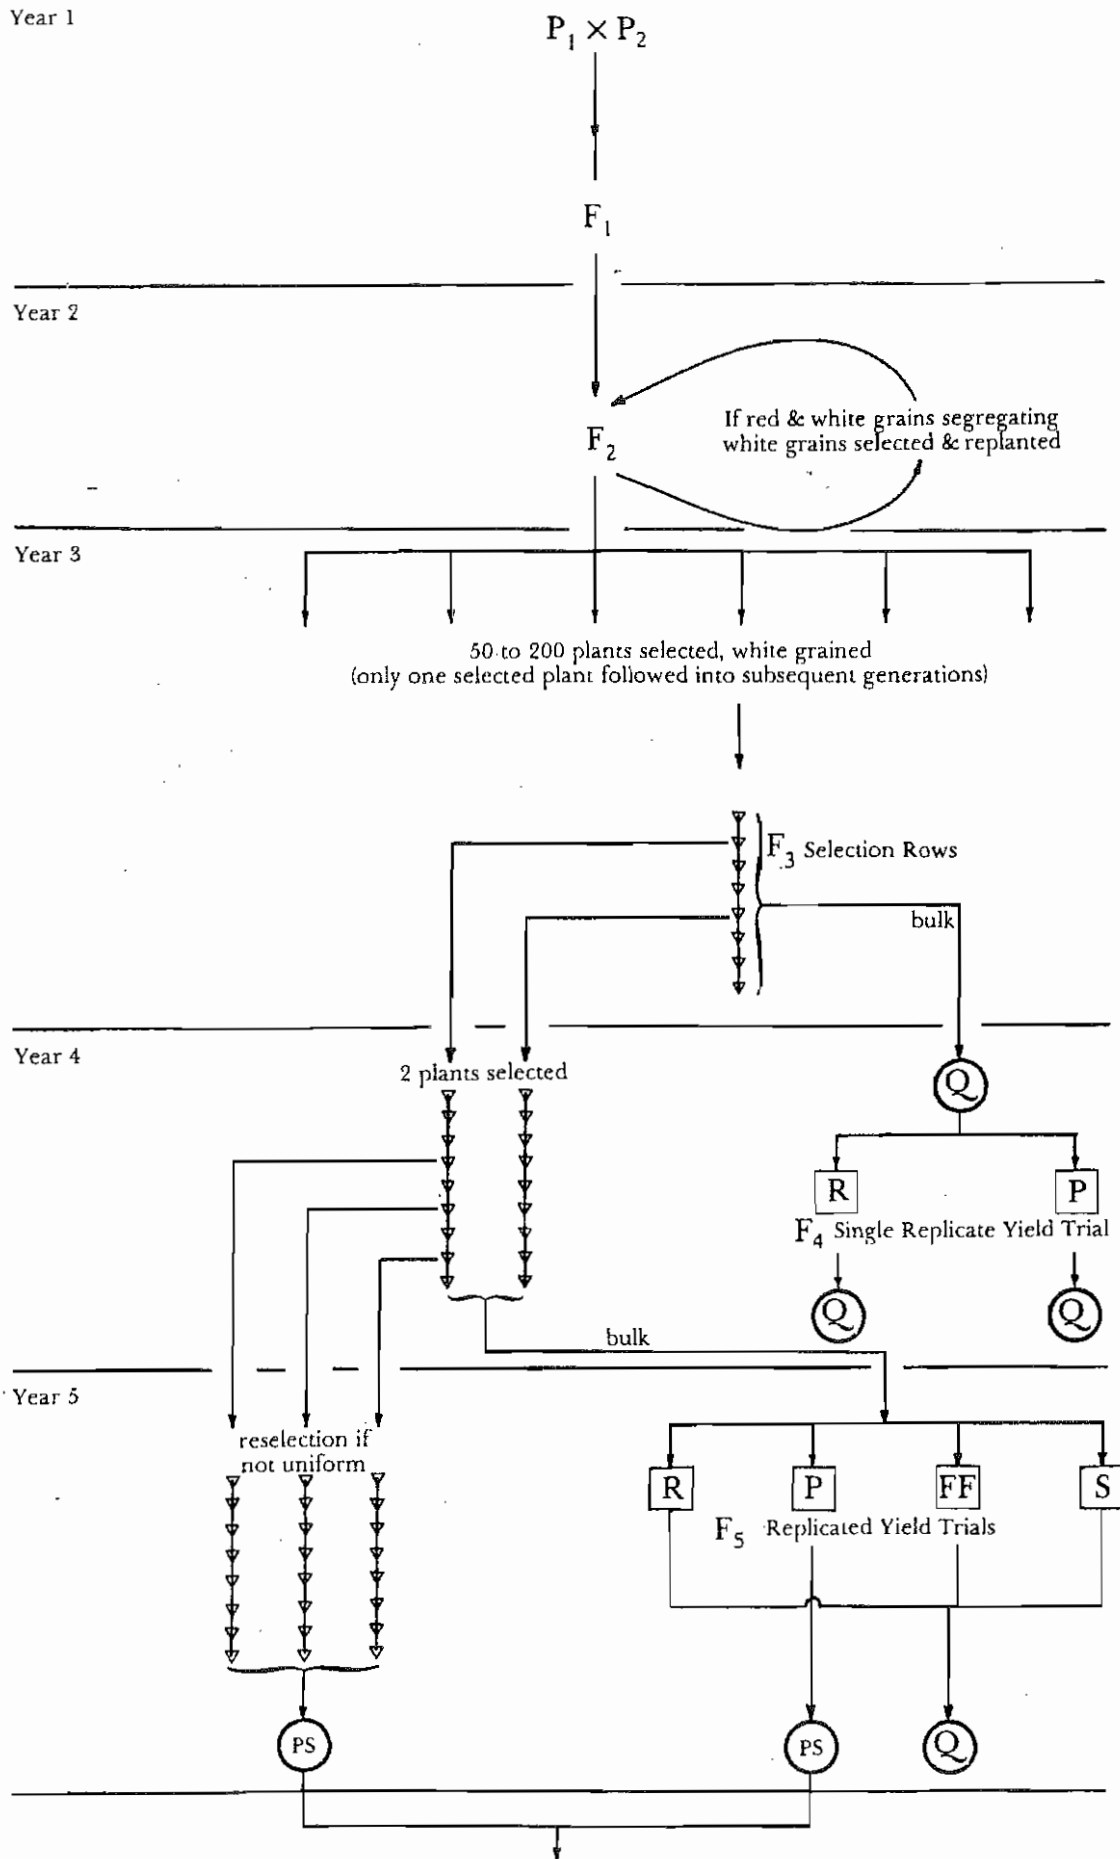 Year 1
P₁ × P₂
F₁
Year 2
If red & white grains segregating
white grains selected & replanted
F₂
Year 3
50 to 200 plants selected, white grained
(only one selected plant followed into subsequent generations)
F₃ Selection Rows
bulk
Year 4
2 plants selected
Q
R P
F₄ Single Replicate Yield Trial
Q Q
bulk
Year 5
reselection if
not uniform
R P FF S
F₅ Replicated Yield Trials
PS PS Q